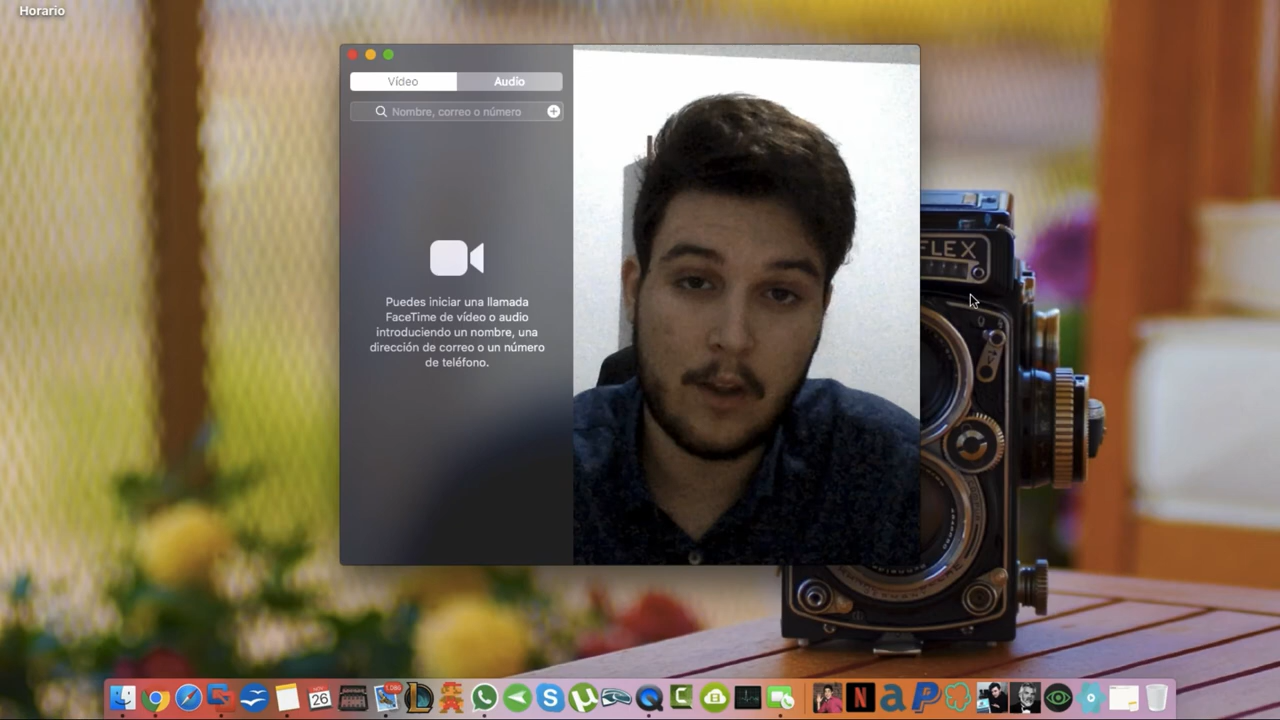 Horario
Vídeo
Audio
Nombre, correo o número
Puedes iniciar una llamada
FaceTime de vídeo o audio
introduciendo un nombre, una
dirección de correo o un número
de teléfono.
FLEX
26